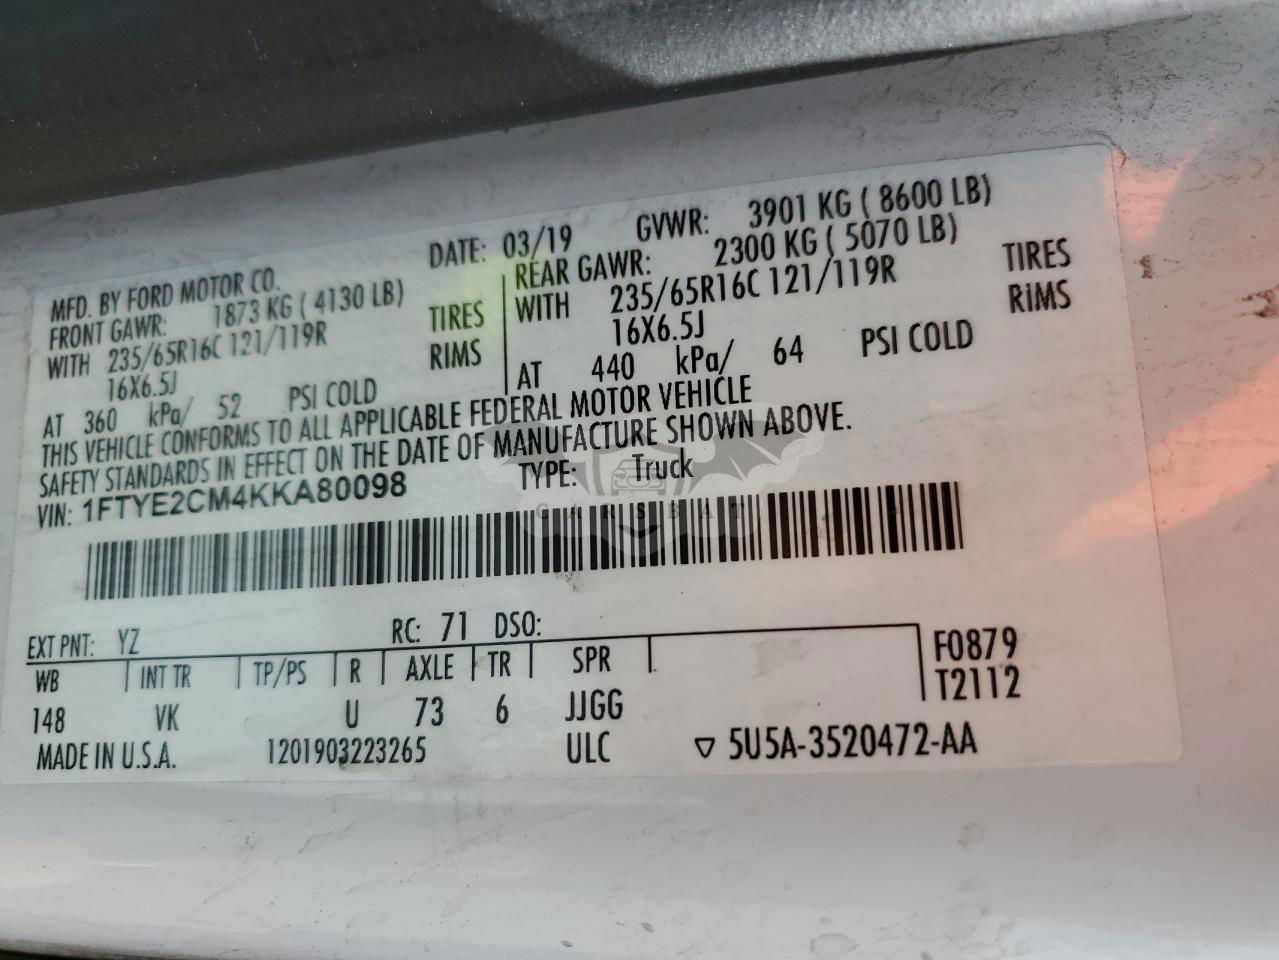 MFD. BY FORD MOTOR CO. DATE: 03/19 GVWR: 3901 KG ( 8600 LB)
FRONT GAWR: 1873 KG ( 4130 LB) REAR GAWR: 2300 KG ( 5070 LB)
WITH 235/65R16C 121/119R TIRES WITH 235/65R16C 121/119R TIRES
16X6.5J RIMS 16X6.5J RIMS
AT 360 kPa/ 52 PSI COLD AT 440 kPa/ 64 PSI COLD
THIS VEHICLE CONFORMS TO ALL APPLICABLE FEDERAL MOTOR VEHICLE
SAFETY STANDARDS IN EFFECT ON THE DATE OF MANUFACTURE SHOWN ABOVE.
VIN: 1FTYE2CM4KKA80098 TYPE: Truck
CARSBAT
EXT PNT: YZ RC: 71 DSO:
WB INT TR TP/PS R AXLE TR SPR F0879
148 VK U 73 6 JJGG T2112
MADE IN U.S.A. 1201903223265 ULC ▽ 5U5A-3520472-AA